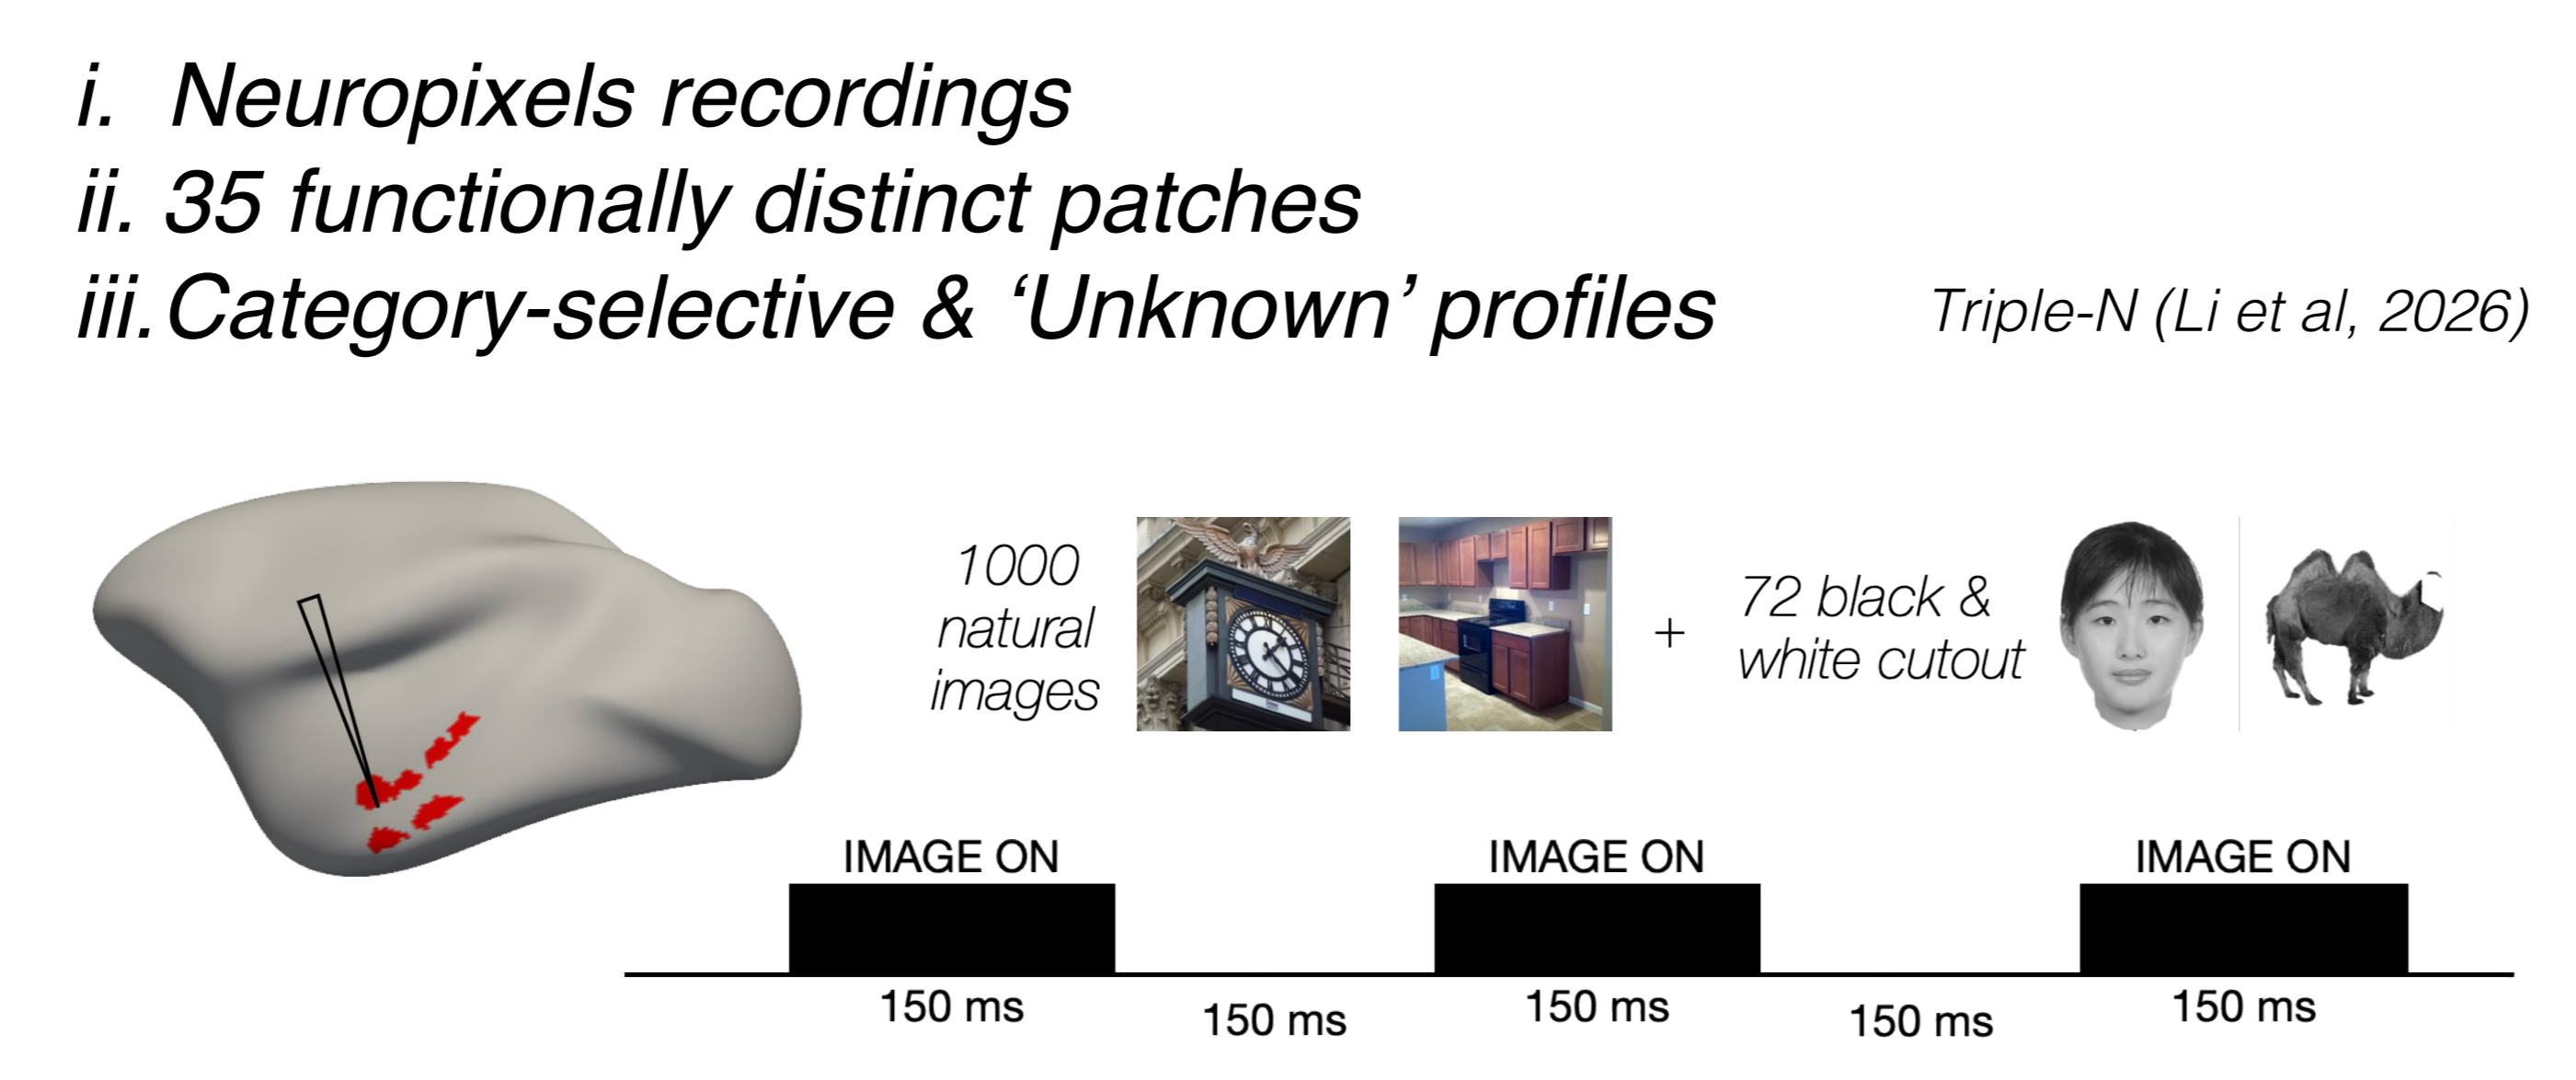 i. Neuropixels recordings
ii. 35 functionally distinct patches
iii. Category-selective & ‘Unknown’ profiles
Triple-N (Li et al, 2026)
1000
natural
images
+
72 black &
white cutout
IMAGE ON
IMAGE ON
IMAGE ON
150 ms
150 ms
150 ms
150 ms
150 ms